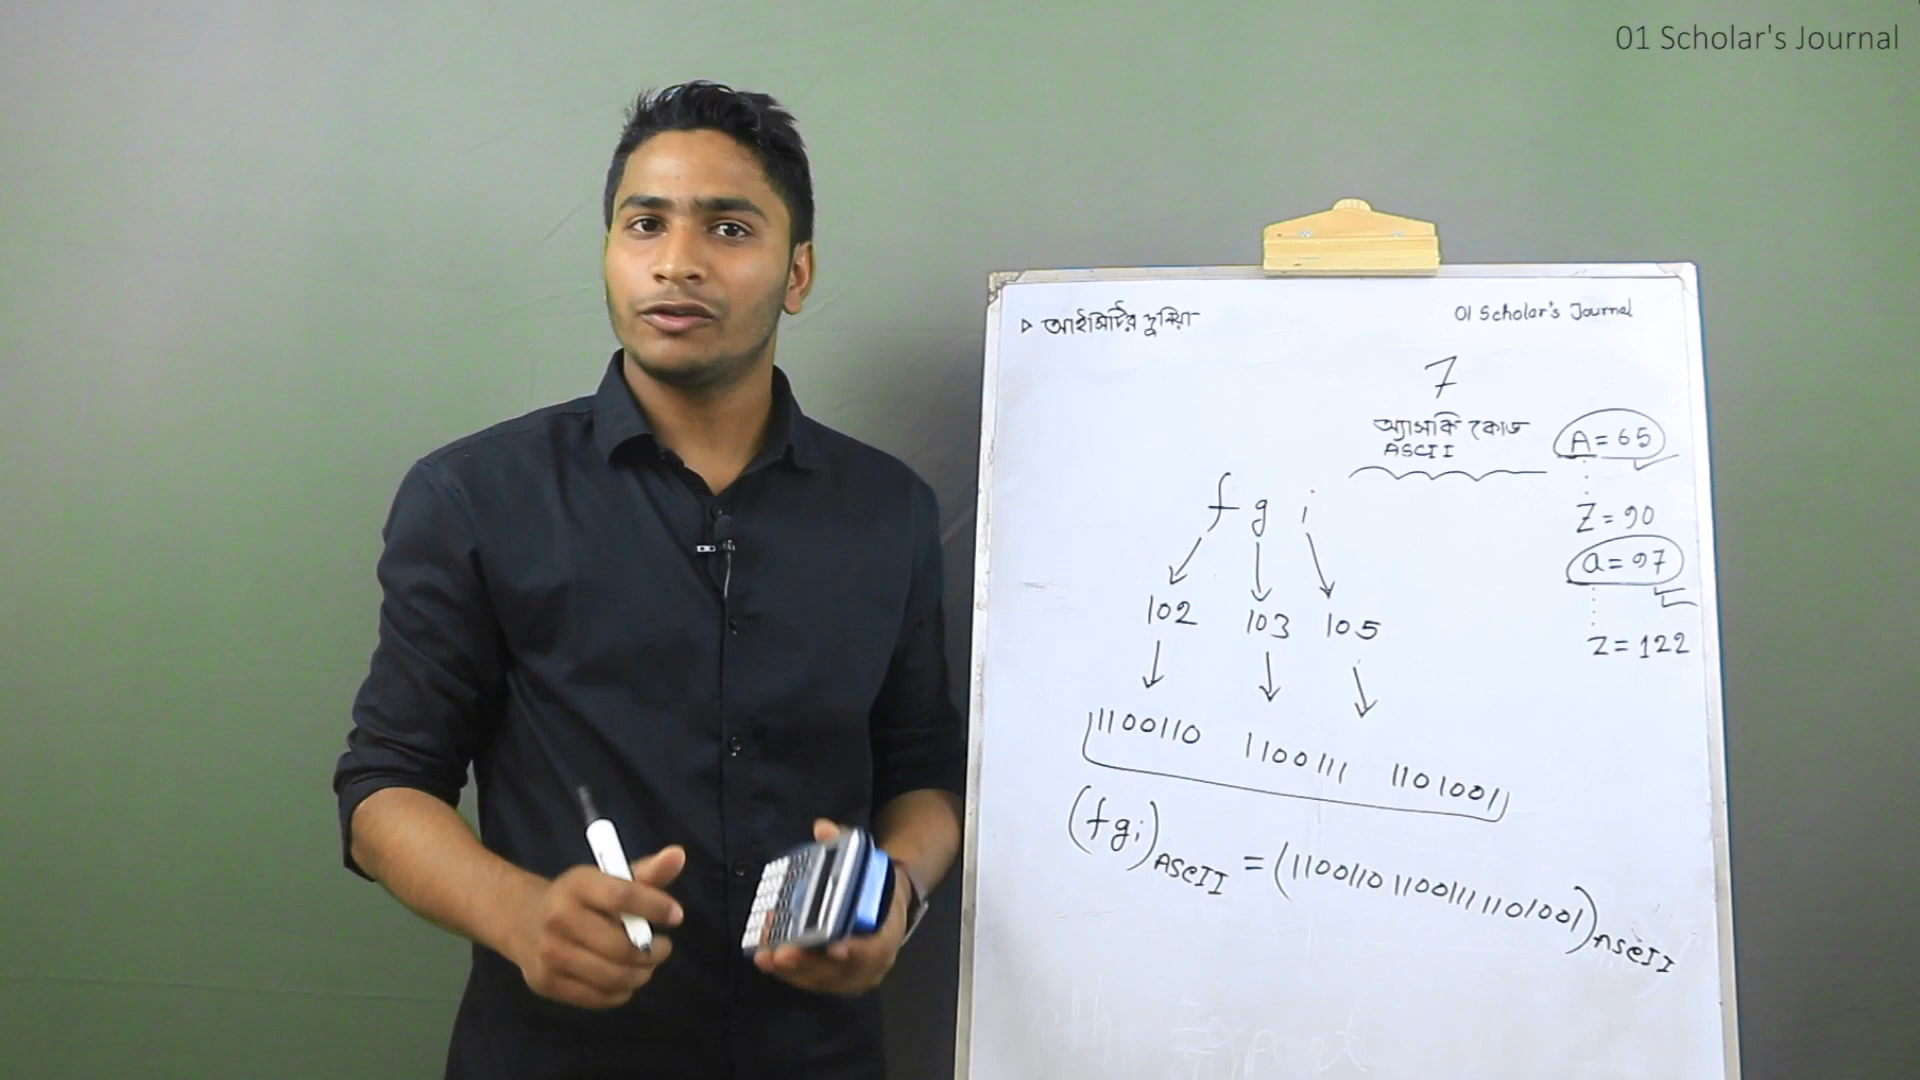 01 Scholar's Journal
▷ আইসিটির দুনিয়া
01 Scholar's Journal
7
অ্যাসকি কোড
ASCII
A = 65
Z = 90
a = 97
z = 122
f g i
102 103 105
1100110 1100111 1101001
(fgi)ASCII = (1100110 1100111 1101001)ASCII